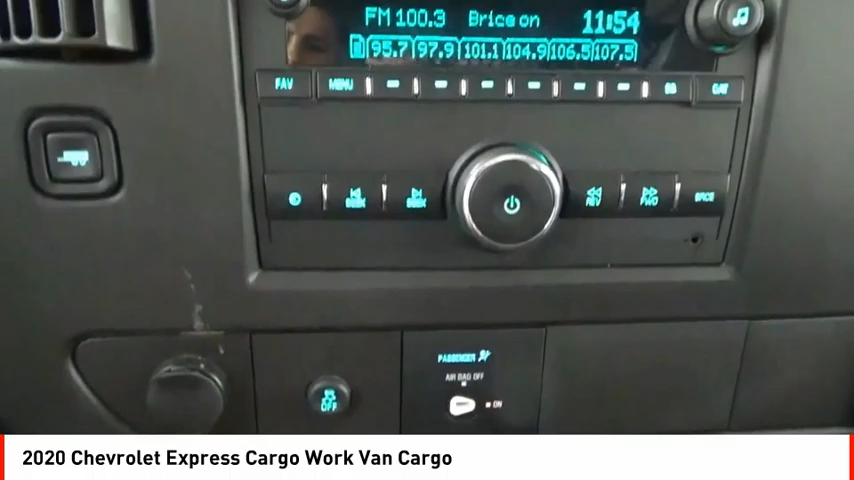 FM 100.3 Brice on 11:54
95.7 97.9 101.1 104.9 106.5 107.5
FAV MENU CAT
SEEK SEEK REV FWD
PASSENGER
AIR BAG OFF
ON
OFF
2020 Chevrolet Express Cargo Work Van Cargo